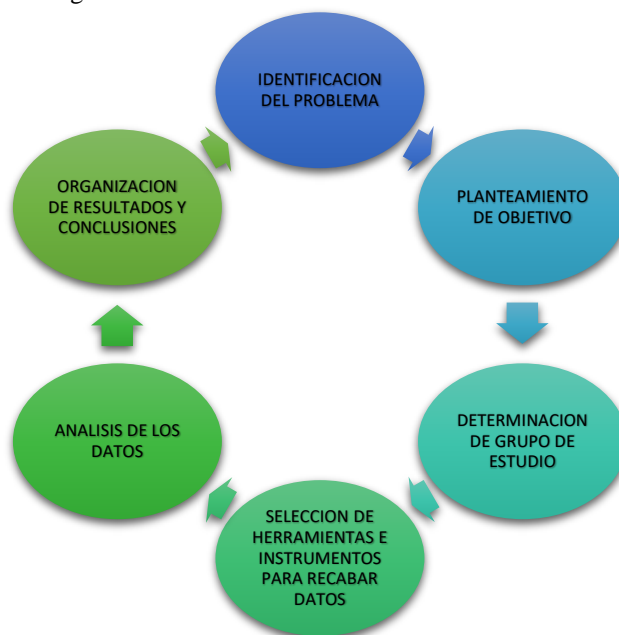 IDENTIFICACION
DEL PROBLEMA
PLANTEAMIENTO
DE OBJETIVO
DETERMINACION
DE GRUPO DE
ESTUDIO
SELECCION DE
HERRAMIENTAS E
INSTRUMENTOS
PARA RECABAR
DATOS
ANALISIS DE LOS
DATOS
ORGANIZACION
DE RESULTADOS Y
CONCLUSIONES